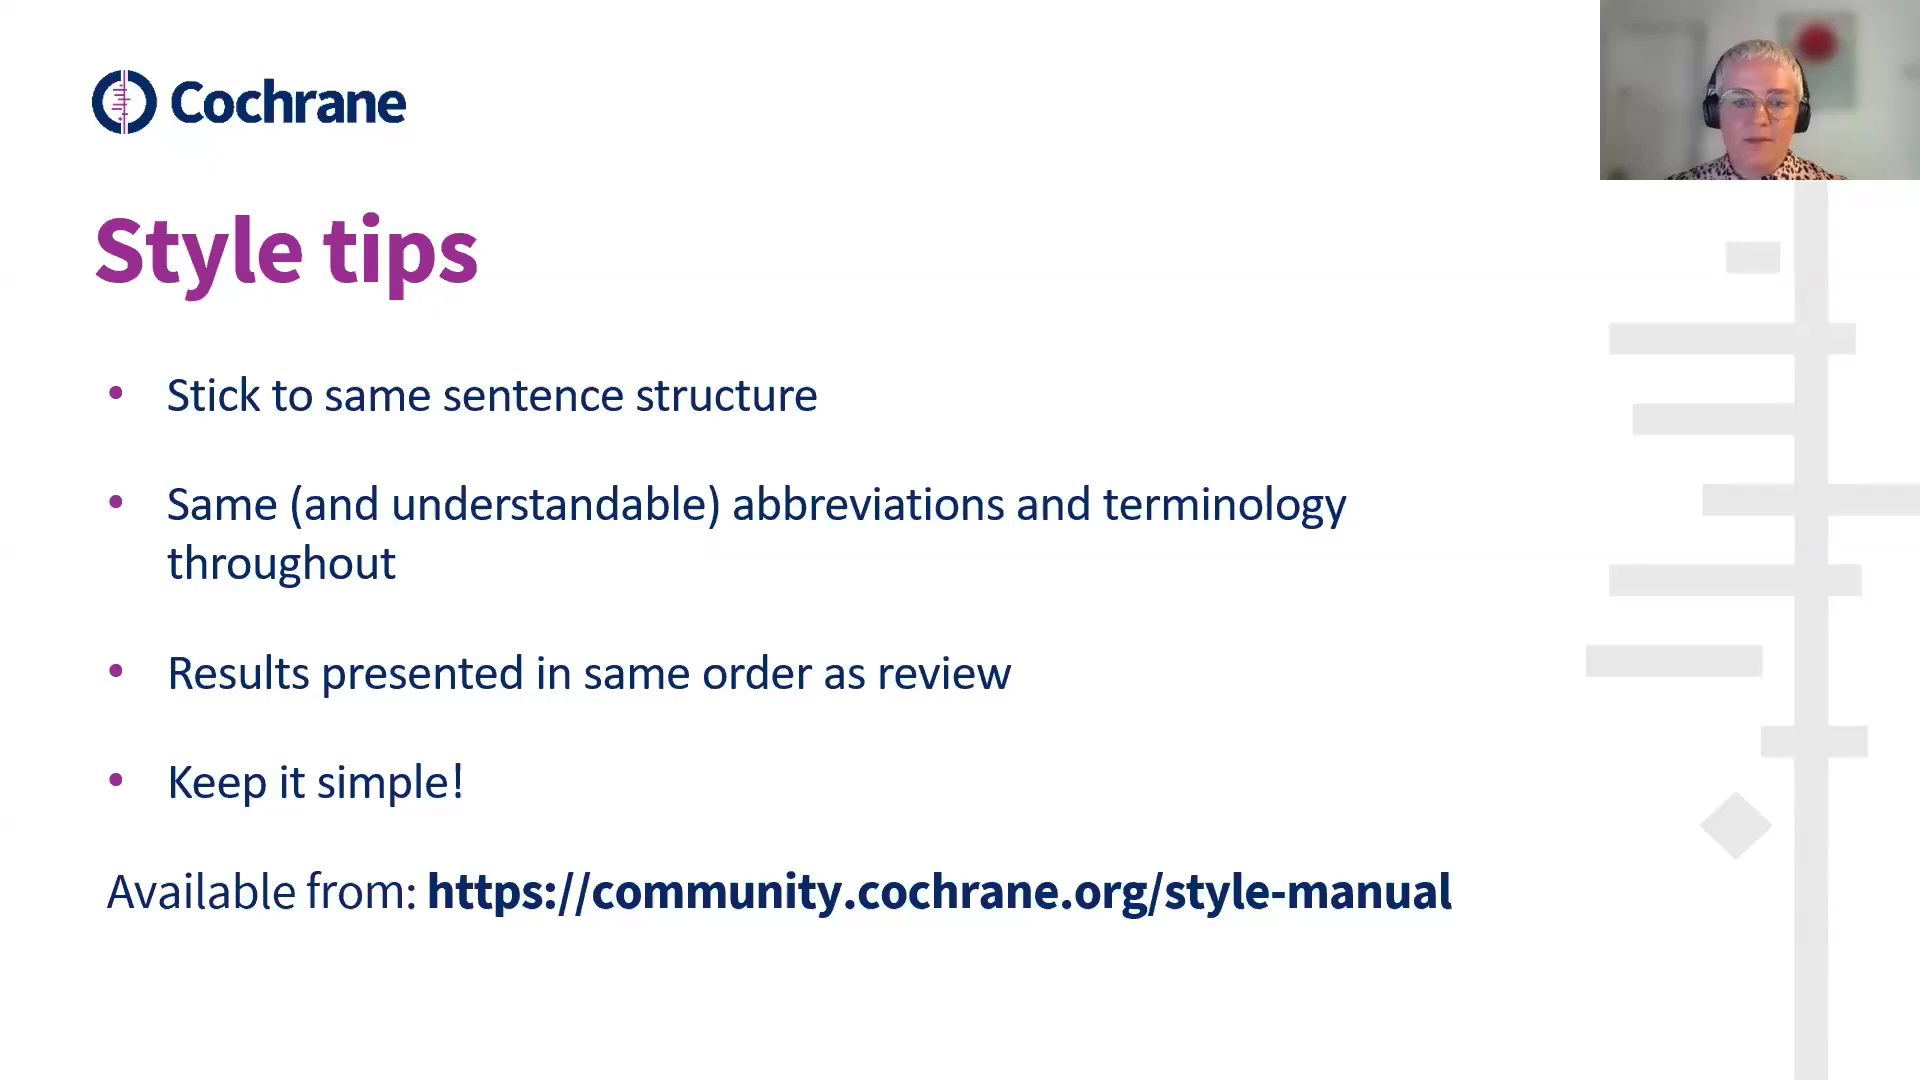 Cochrane
Style tips
• Stick to same sentence structure
• Same (and understandable) abbreviations and terminology
throughout
• Results presented in same order as review
• Keep it simple!
Available from: https://community.cochrane.org/style-manual